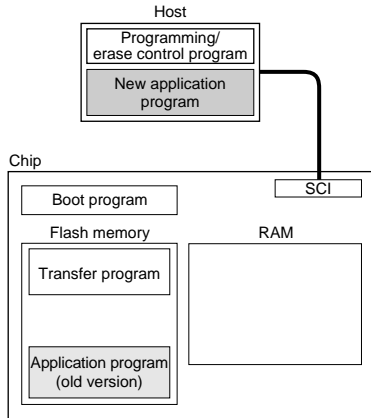 Host
Programming/
erase control program
New application
program
Chip
SCI
Boot program
Flash memory
RAM
Transfer program
Application program
(old version)